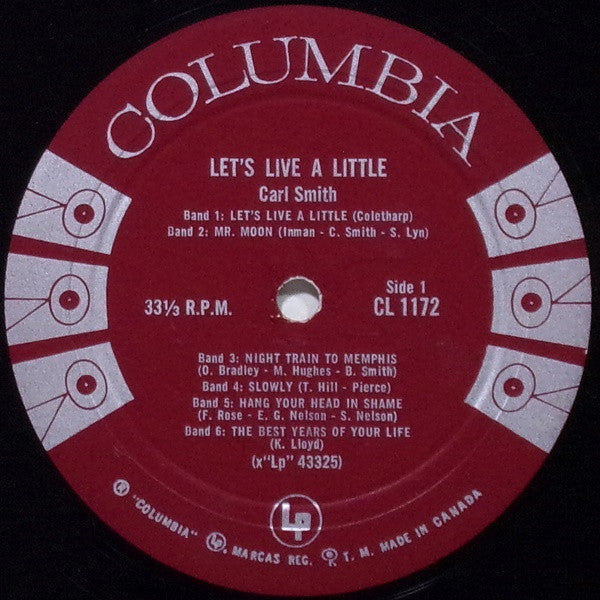 COLUMBIA
LET'S LIVE A LITTLE
Carl Smith
Band 1: LET'S LIVE A LITTLE (Coletharp)
Band 2: MR. MOON (Inman - C. Smith - S. Lyn)
33⅓ R.P.M.
Side 1
CL 1172
Band 3: NIGHT TRAIN TO MEMPHIS
(O. Bradley - M. Hughes - B. Smith)
Band 4: SLOWLY (T. Hill - Pierce)
Band 5: HANG YOUR HEAD IN SHAME
(F. Rose - E. G. Nelson - S. Nelson)
Band 6: THE BEST YEARS OF YOUR LIFE
(K. Lloyd)
(x"Lp" 43325)
Lp
"COLUMBIA" MARCAS REG. T. M. MADE IN CANADA